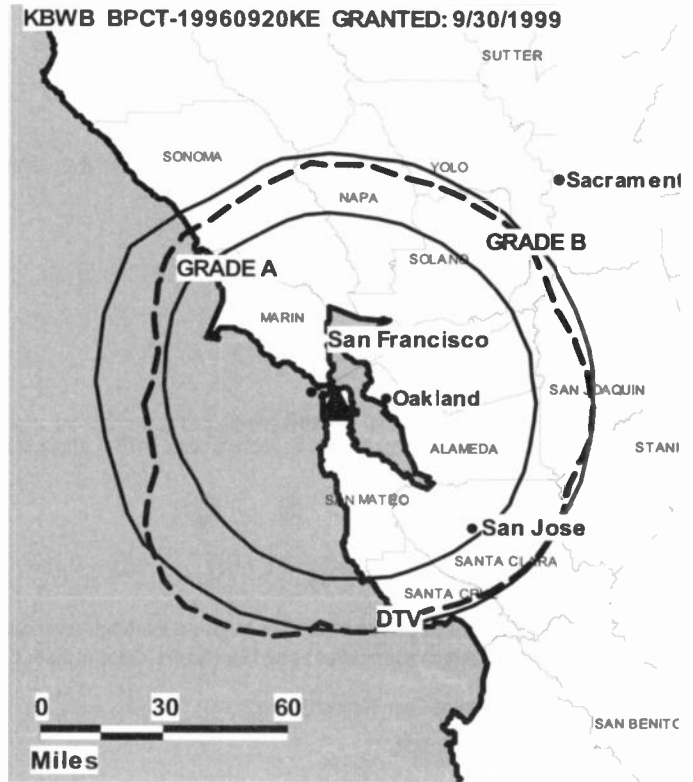 KBWB BPCT-19960920KE GRANTED: 9/30/1999
SUTTER
SONOMA
YOLO
NAPA
Sacrament
GRADE B
GRADE A
SOLANO
MARIN
San Francisco
SAN JOAQUIN
Oakland
ALAMEDA
STANI
SAN MATEO
San Jose
SANTA CLARA
SANTA CRU
DTV
0 30 60
Miles
SAN BENITO